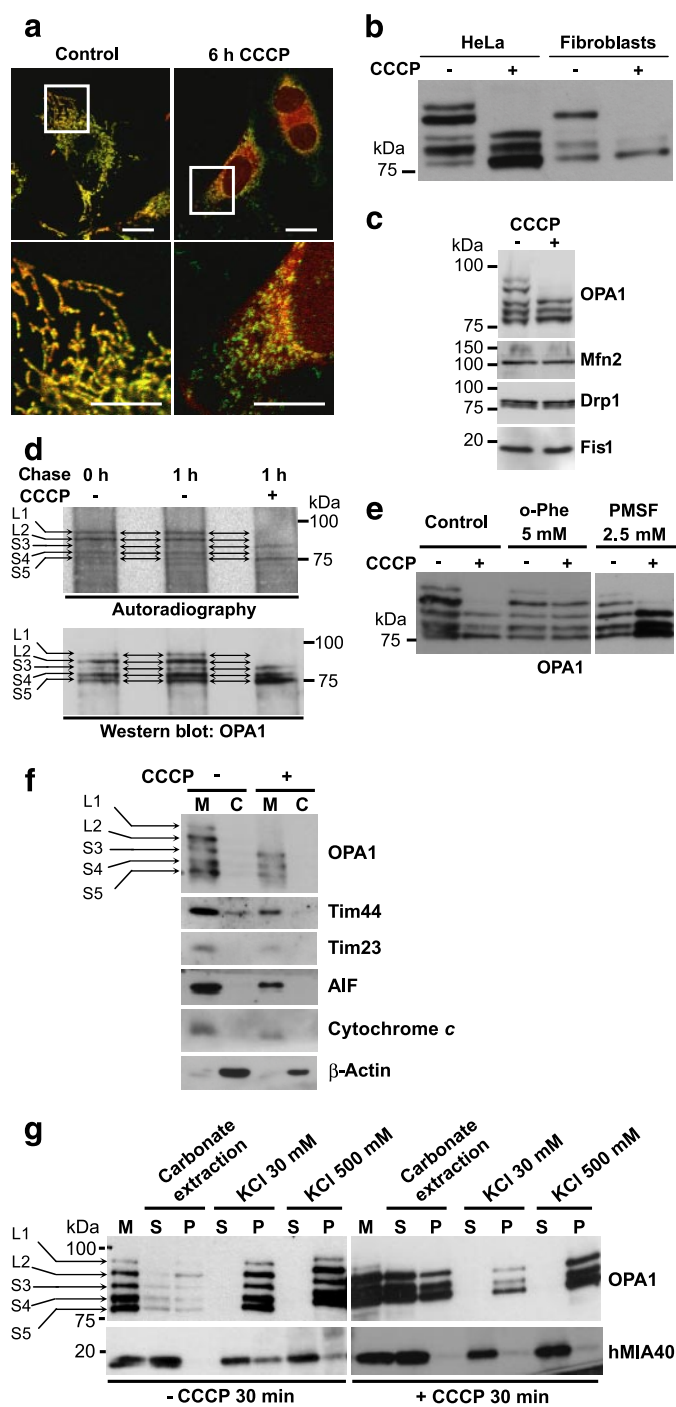 a
Control
6 h CCCP
b
HeLa
Fibroblasts
CCCP
- + - +
kDa
75
c
CCCP
kDa
- +
100
OPA1
75
150
100
Mfn2
100
75
Drp1
20
Fis1
d
Chase 0 h 1 h 1 h
CCCP - - +
kDa
L1
L2
S3
S4
S5
100
75
Autoradiography
L1
L2
S3
S4
S5
100
75
Western blot: OPA1
e
Control
o-Phe
5 mM
PMSF
2.5 mM
CCCP
- + - + - +
kDa
75
OPA1
f
CCCP - +
M C M C
L1
L2
S3
S4
S5
OPA1
Tim44
Tim23
AIF
Cytochrome c
β-Actin
g
Carbonate
extraction
KCl 30 mM
KCl 500 mM
Carbonate
extraction
KCl 30 mM
KCl 500 mM
kDa
M S P S P S P M S P S P S P
L1
L2
S3
S4
S5
100
75
OPA1
20
hMIA40
- CCCP 30 min
+ CCCP 30 min